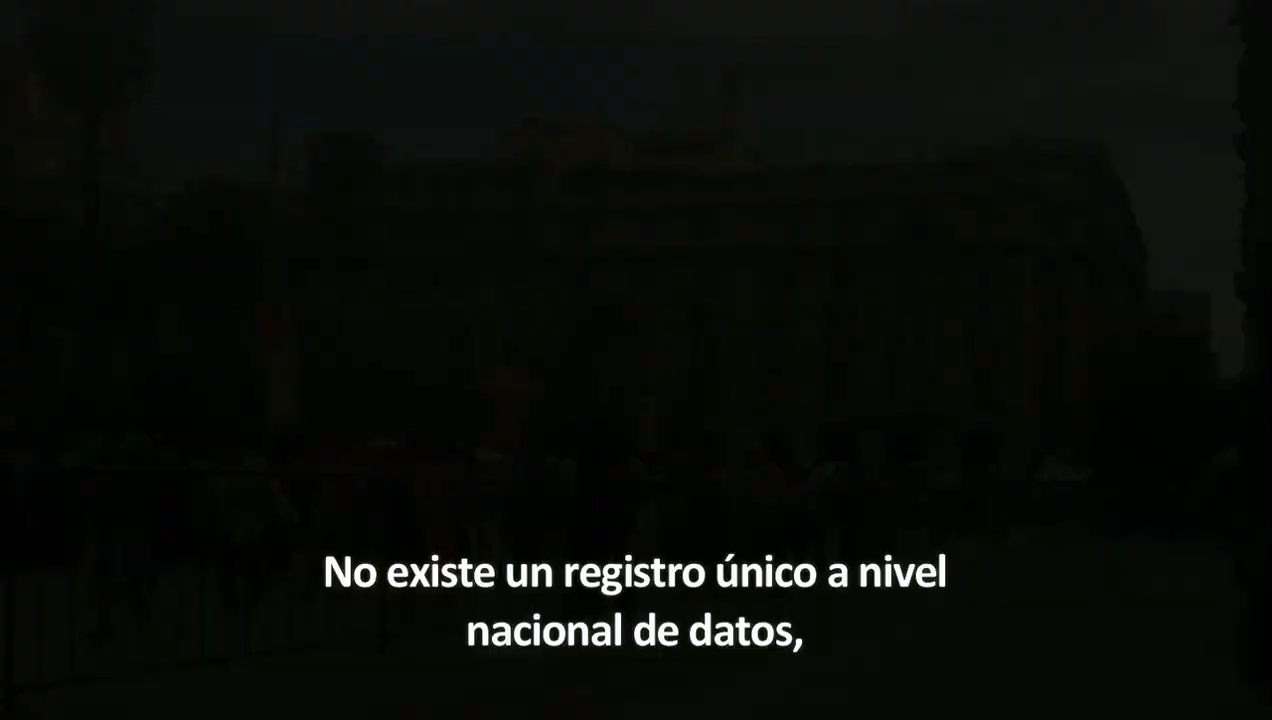 No existe un registro único a nivel
nacional de datos,